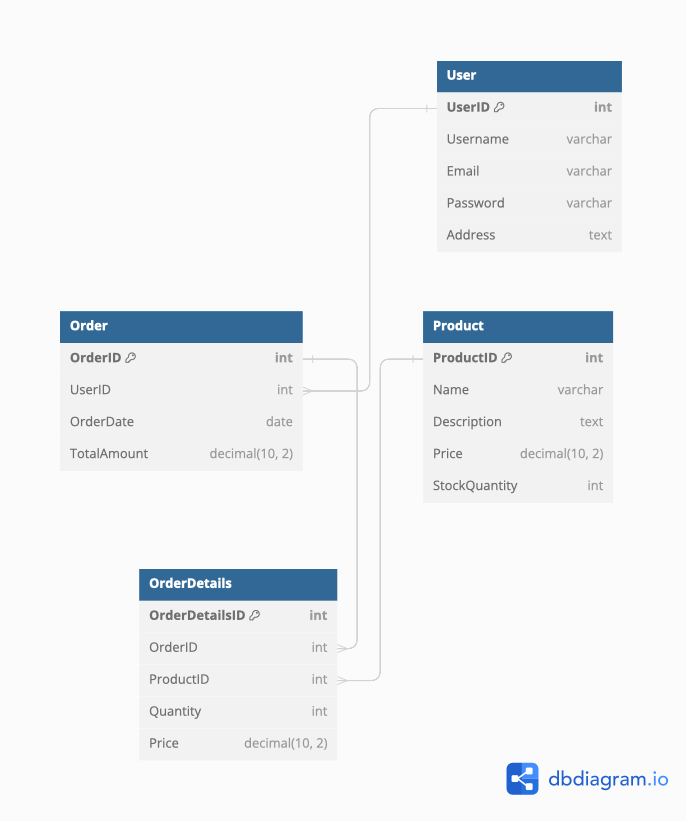 User
UserID int
Username varchar
Email varchar
Password varchar
Address text
Order
OrderID int
UserID int
OrderDate date
TotalAmount decimal(10, 2)
Product
ProductID int
Name varchar
Description text
Price decimal(10, 2)
StockQuantity int
OrderDetails
OrderDetailsID int
OrderID int
ProductID int
Quantity int
Price decimal(10, 2)
dbdiagram.io